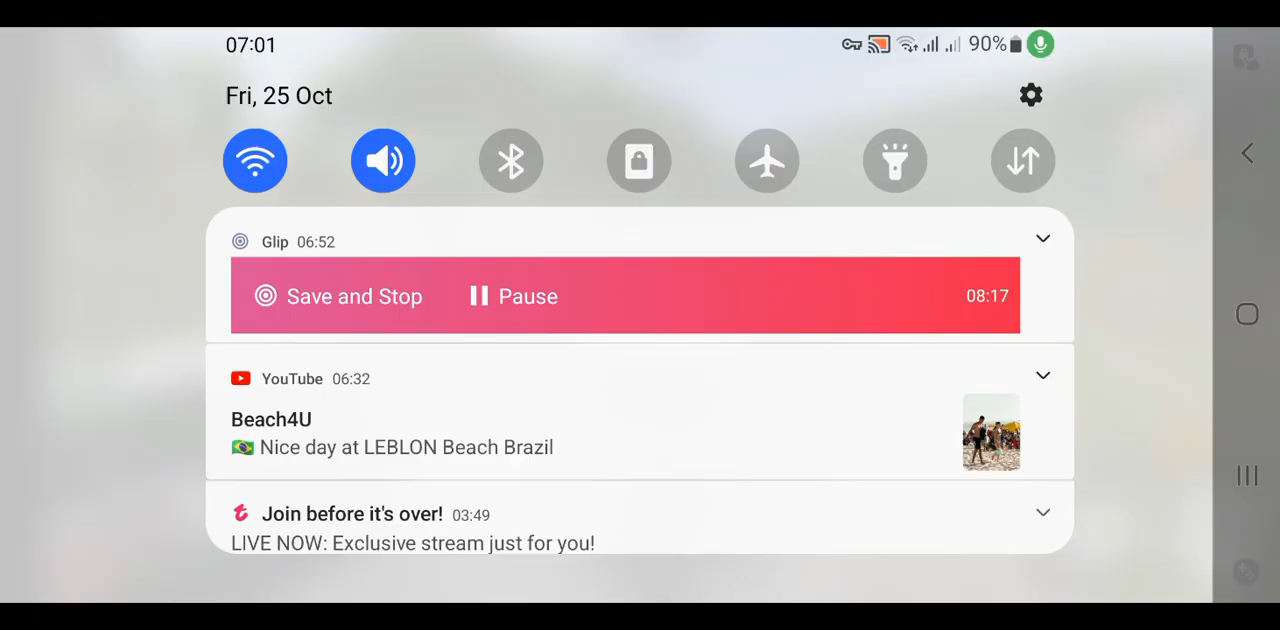 07:01
90%
Fri, 25 Oct
Glip 06:52
Save and Stop Pause 08:17
YouTube 06:32
Beach4U
🇧🇷 Nice day at LEBLON Beach Brazil
Join before it's over! 03:49
LIVE NOW: Exclusive stream just for you!